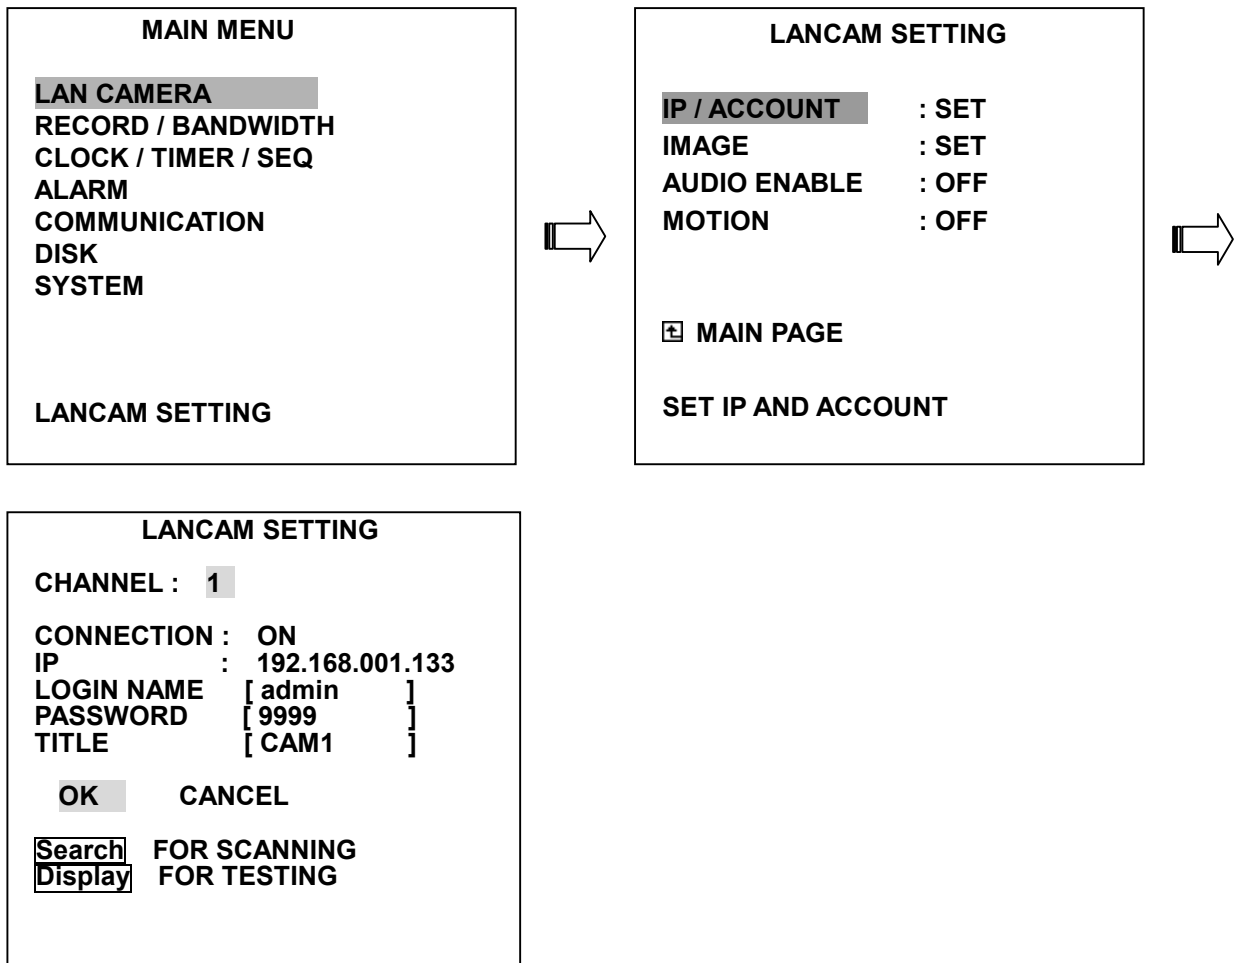 MAIN MENU
LAN CAMERA
RECORD / BANDWIDTH
CLOCK / TIMER / SEQ
ALARM
COMMUNICATION
DISK
SYSTEM
LANCAM SETTING
LANCAM SETTING
IP / ACCOUNT : SET
IMAGE : SET
AUDIO ENABLE : OFF
MOTION : OFF
MAIN PAGE
SET IP AND ACCOUNT
LANCAM SETTING
CHANNEL : 1
CONNECTION : ON
IP : 192.168.001.133
LOGIN NAME [ admin ]
PASSWORD [ 9999 ]
TITLE [ CAM1 ]
OK CANCEL
Search FOR SCANNING
Display FOR TESTING